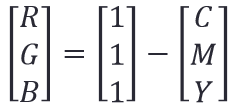 [R] = [1] − [C]
[G] = [1] − [M]
[B] = [1] − [Y]